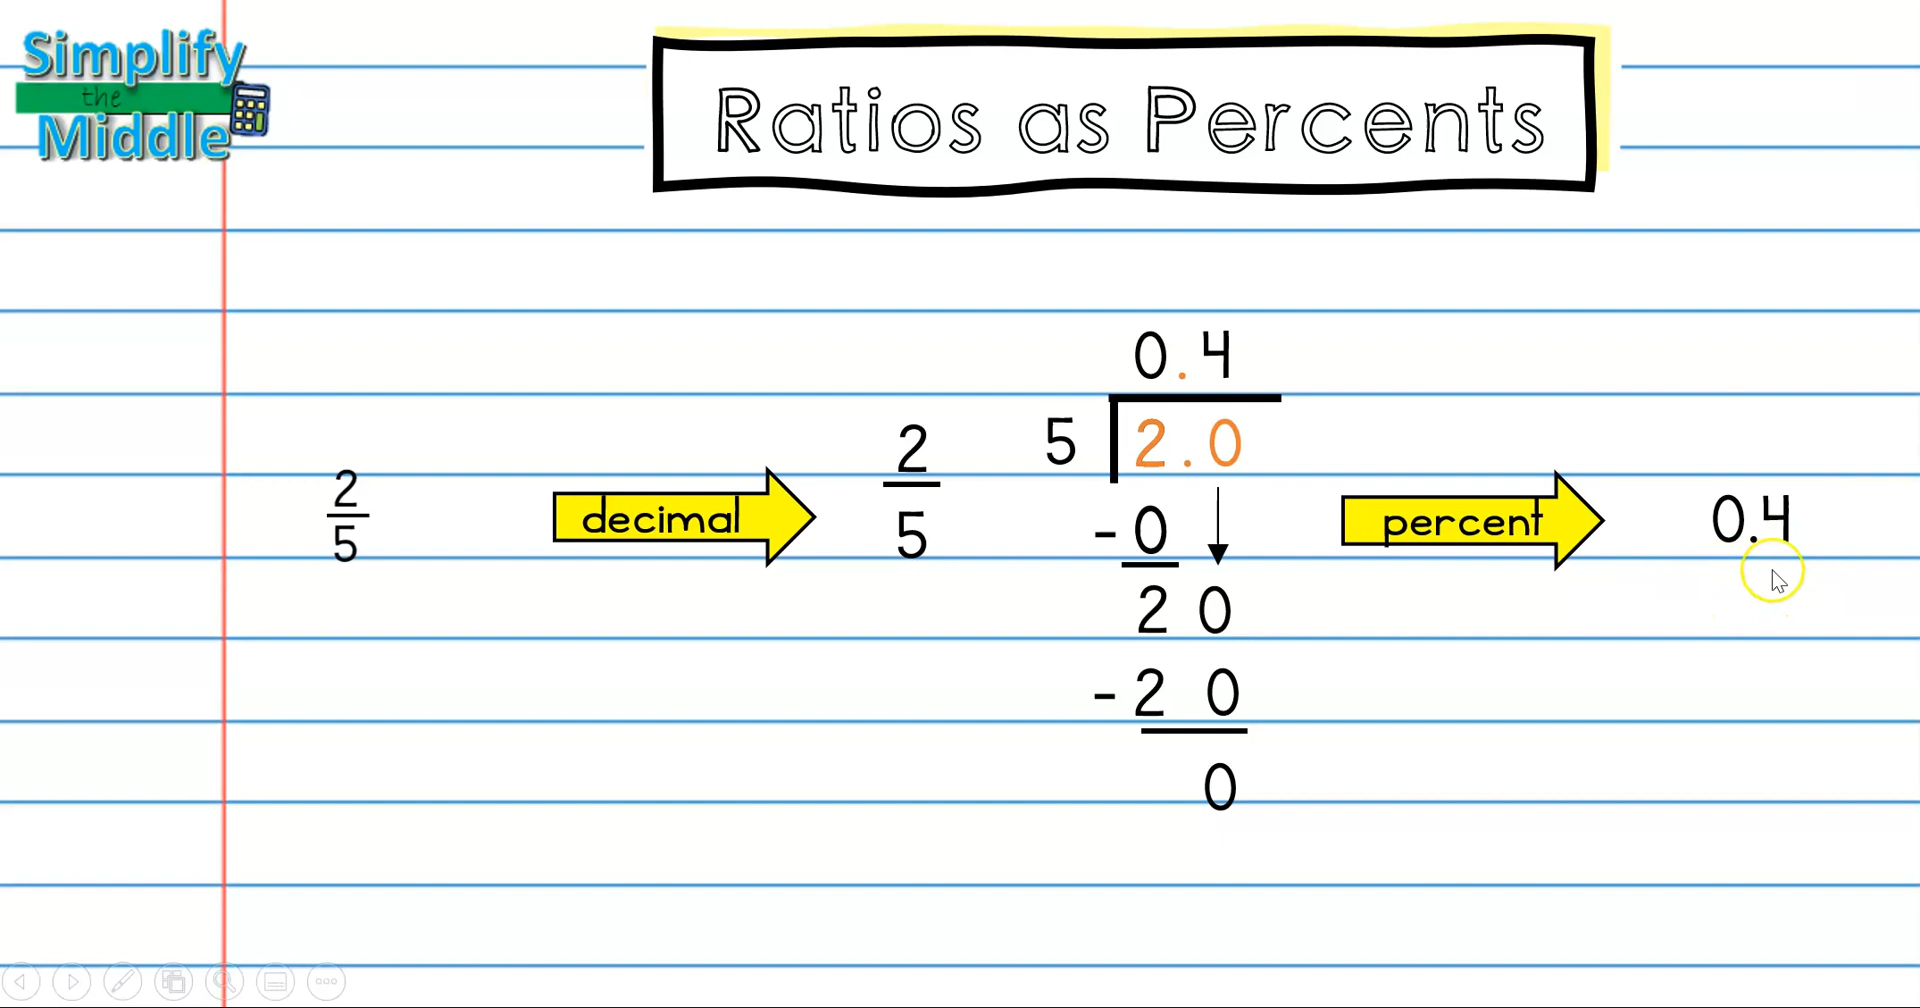 Simplify
the
Middle
Ratios as Percents
2
5
decimal
2
5
0.4
5
2.0
-0
20
-20
0
percent
0.4